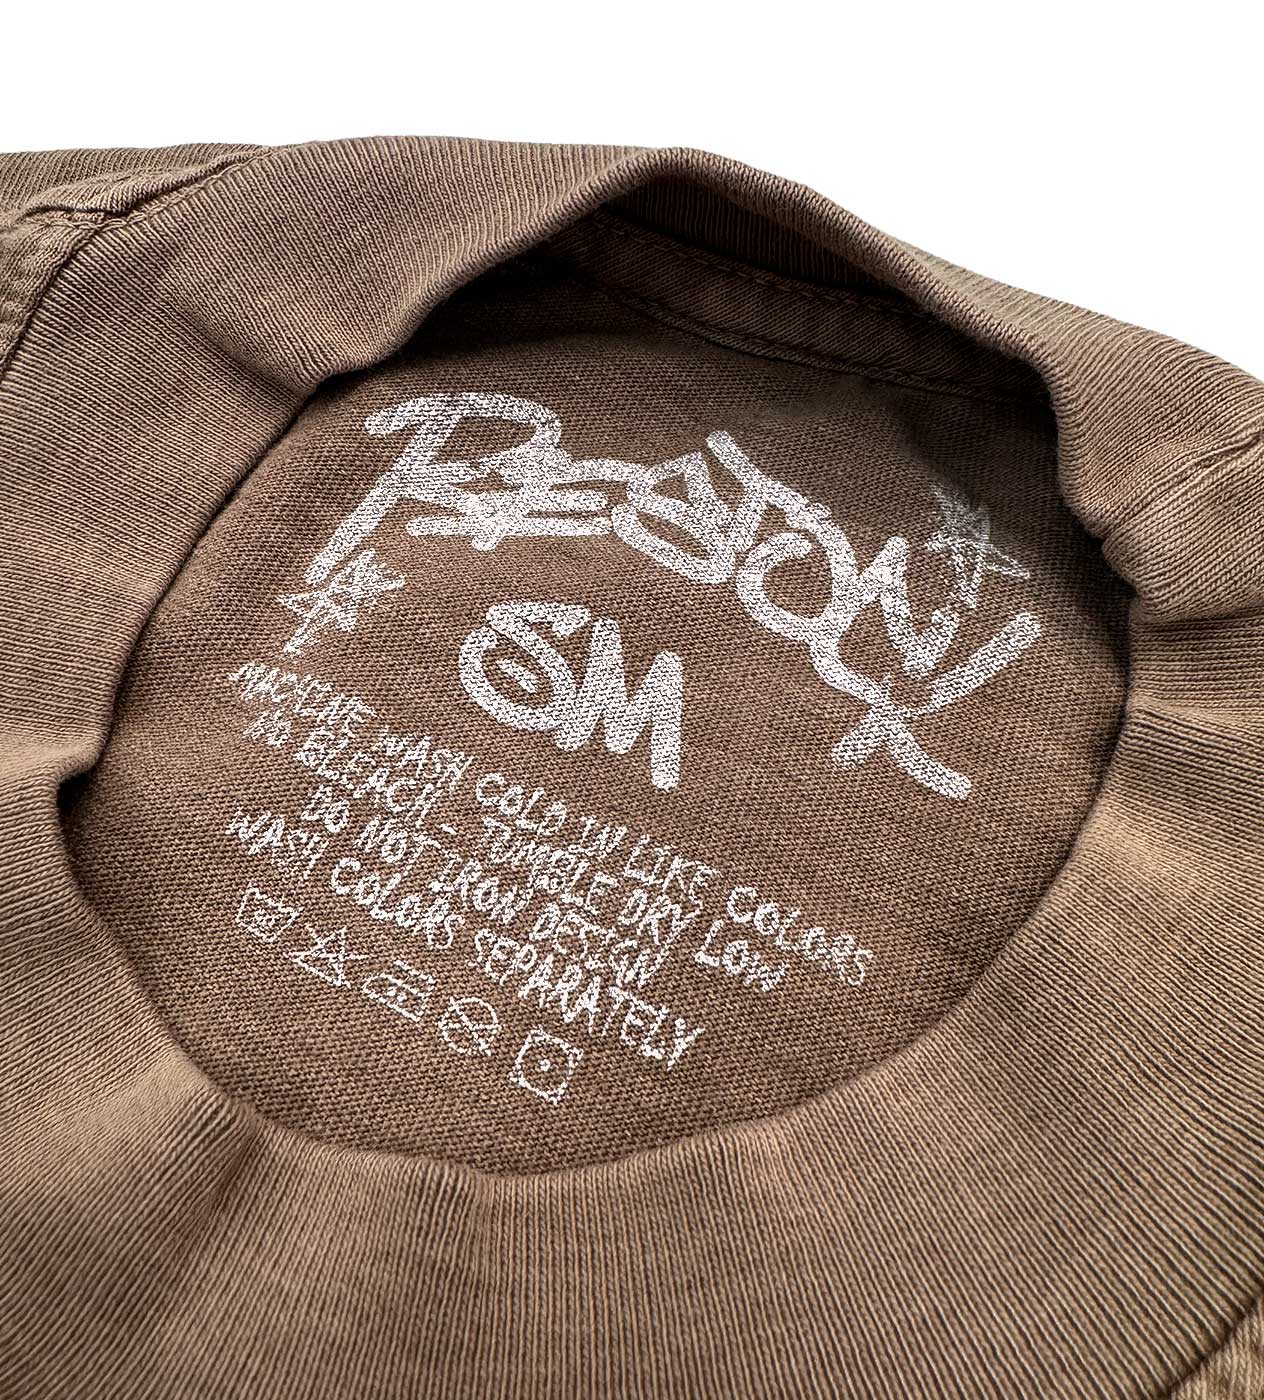 SM
MACHINE WASH COLD IN LIKE COLORS
NO BLEACH - TUMBLE DRY LOW
DO NOT IRON DESIGN
WASH COLORS SEPARATELY